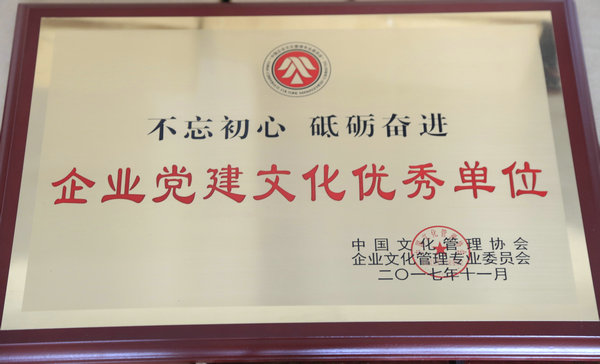 不忘初心 砥砺奋进
企业党建文化优秀单位
中国文化管理协会
企业文化管理专业委员会
二〇一七年十一月